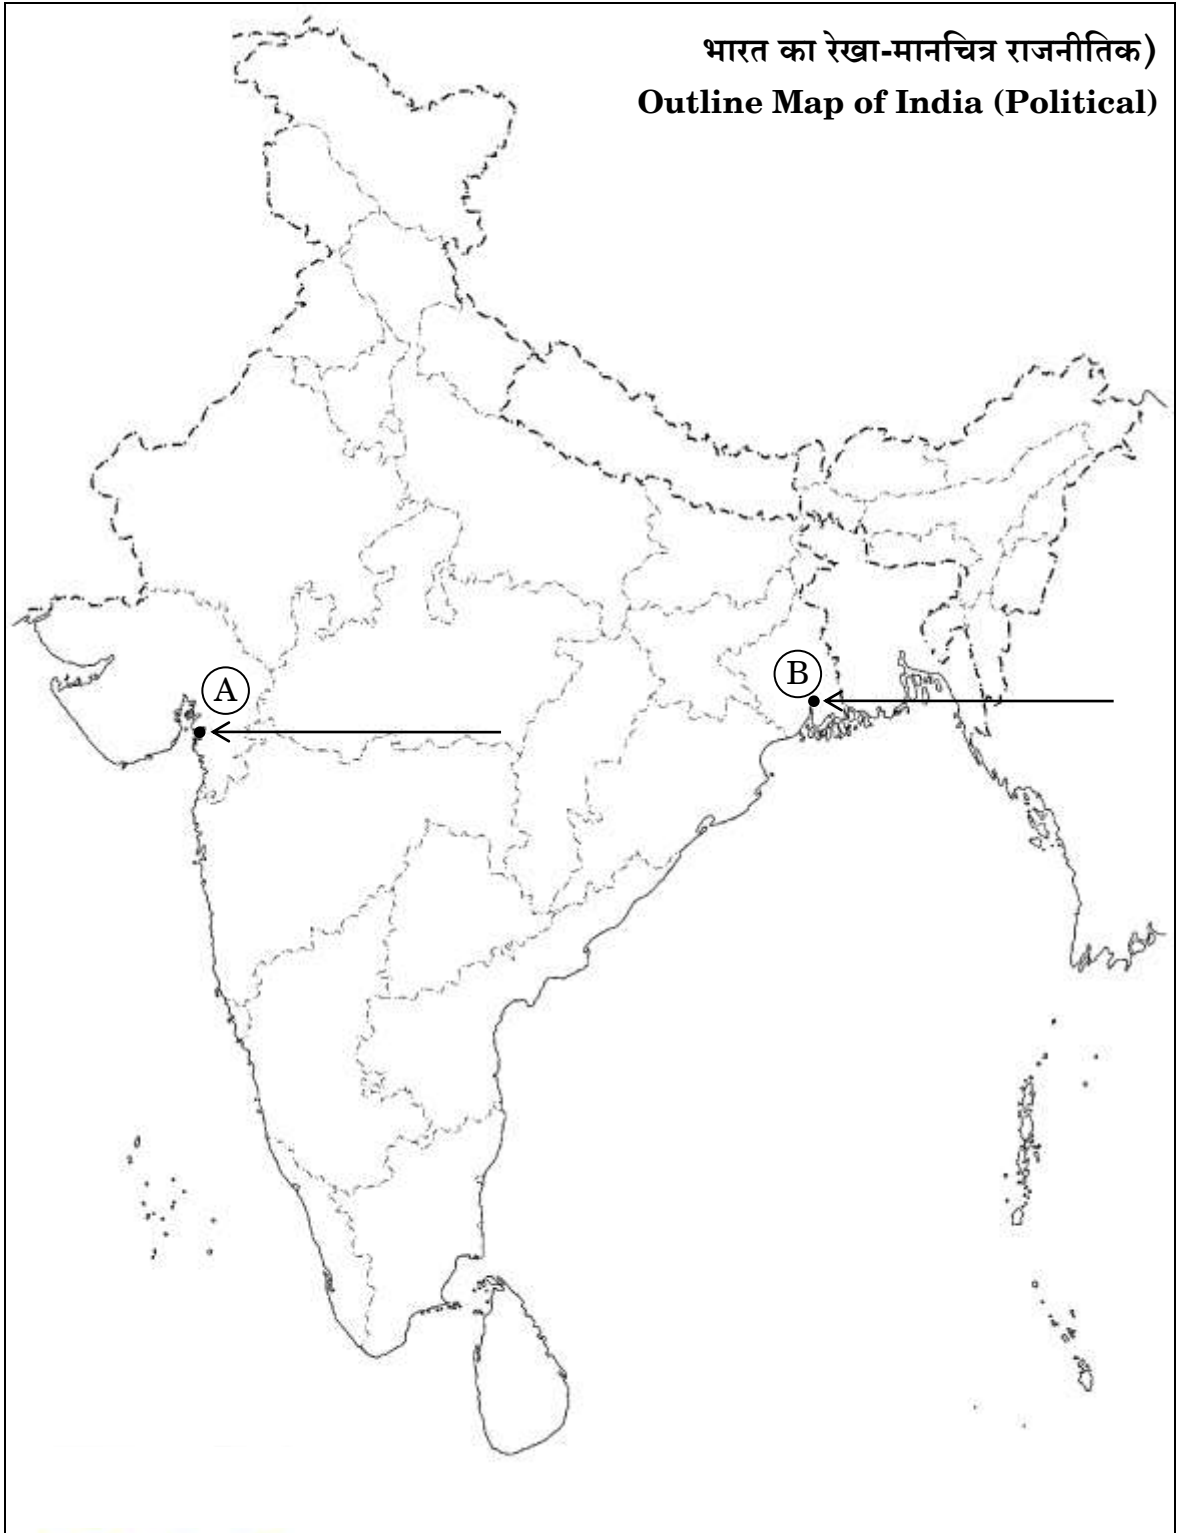 भारत का रेखा-मानचित्र राजनीतिक)
Outline Map of India (Political)
A
B